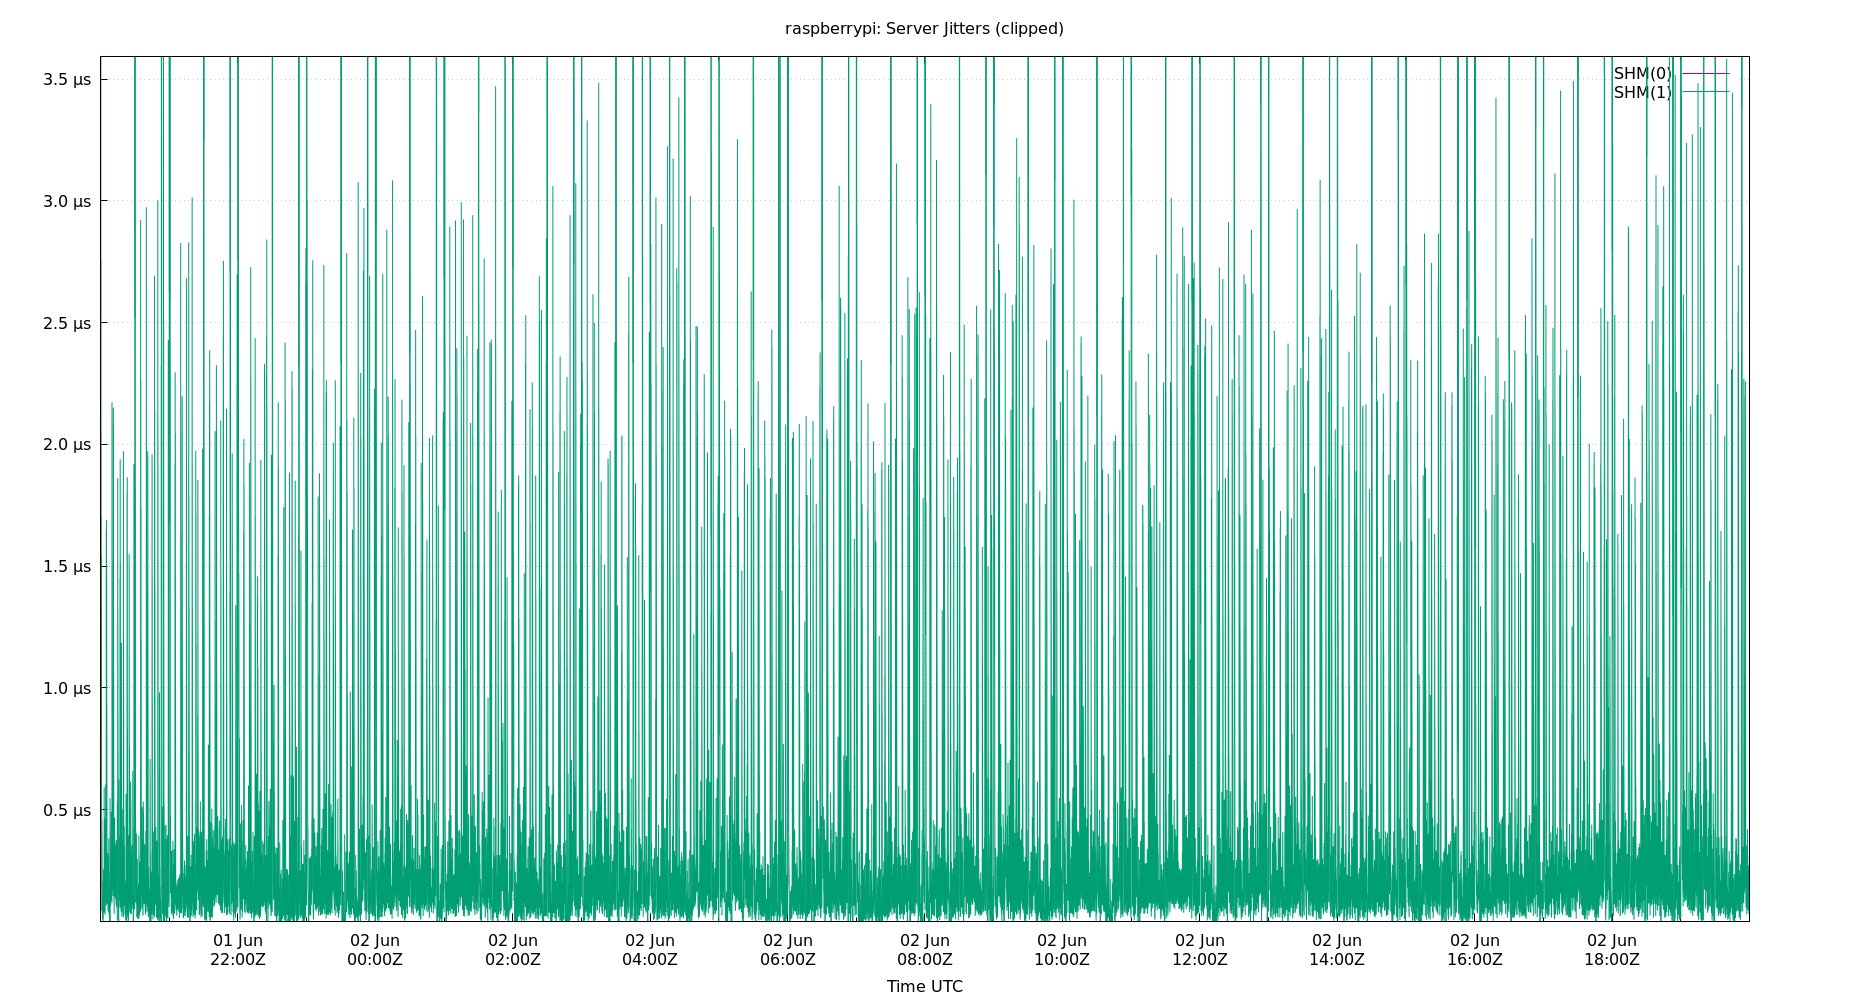 raspberrypi: Server Jitters (clipped)
SHM(0)
SHM(1)
3.5 µs
3.0 µs
2.5 µs
2.0 µs
1.5 µs
1.0 µs
0.5 µs
01 Jun 02 Jun 02 Jun 02 Jun 02 Jun 02 Jun 02 Jun 02 Jun 02 Jun 02 Jun 02 Jun
22:00Z 00:00Z 02:00Z 04:00Z 06:00Z 08:00Z 10:00Z 12:00Z 14:00Z 16:00Z 18:00Z
Time UTC